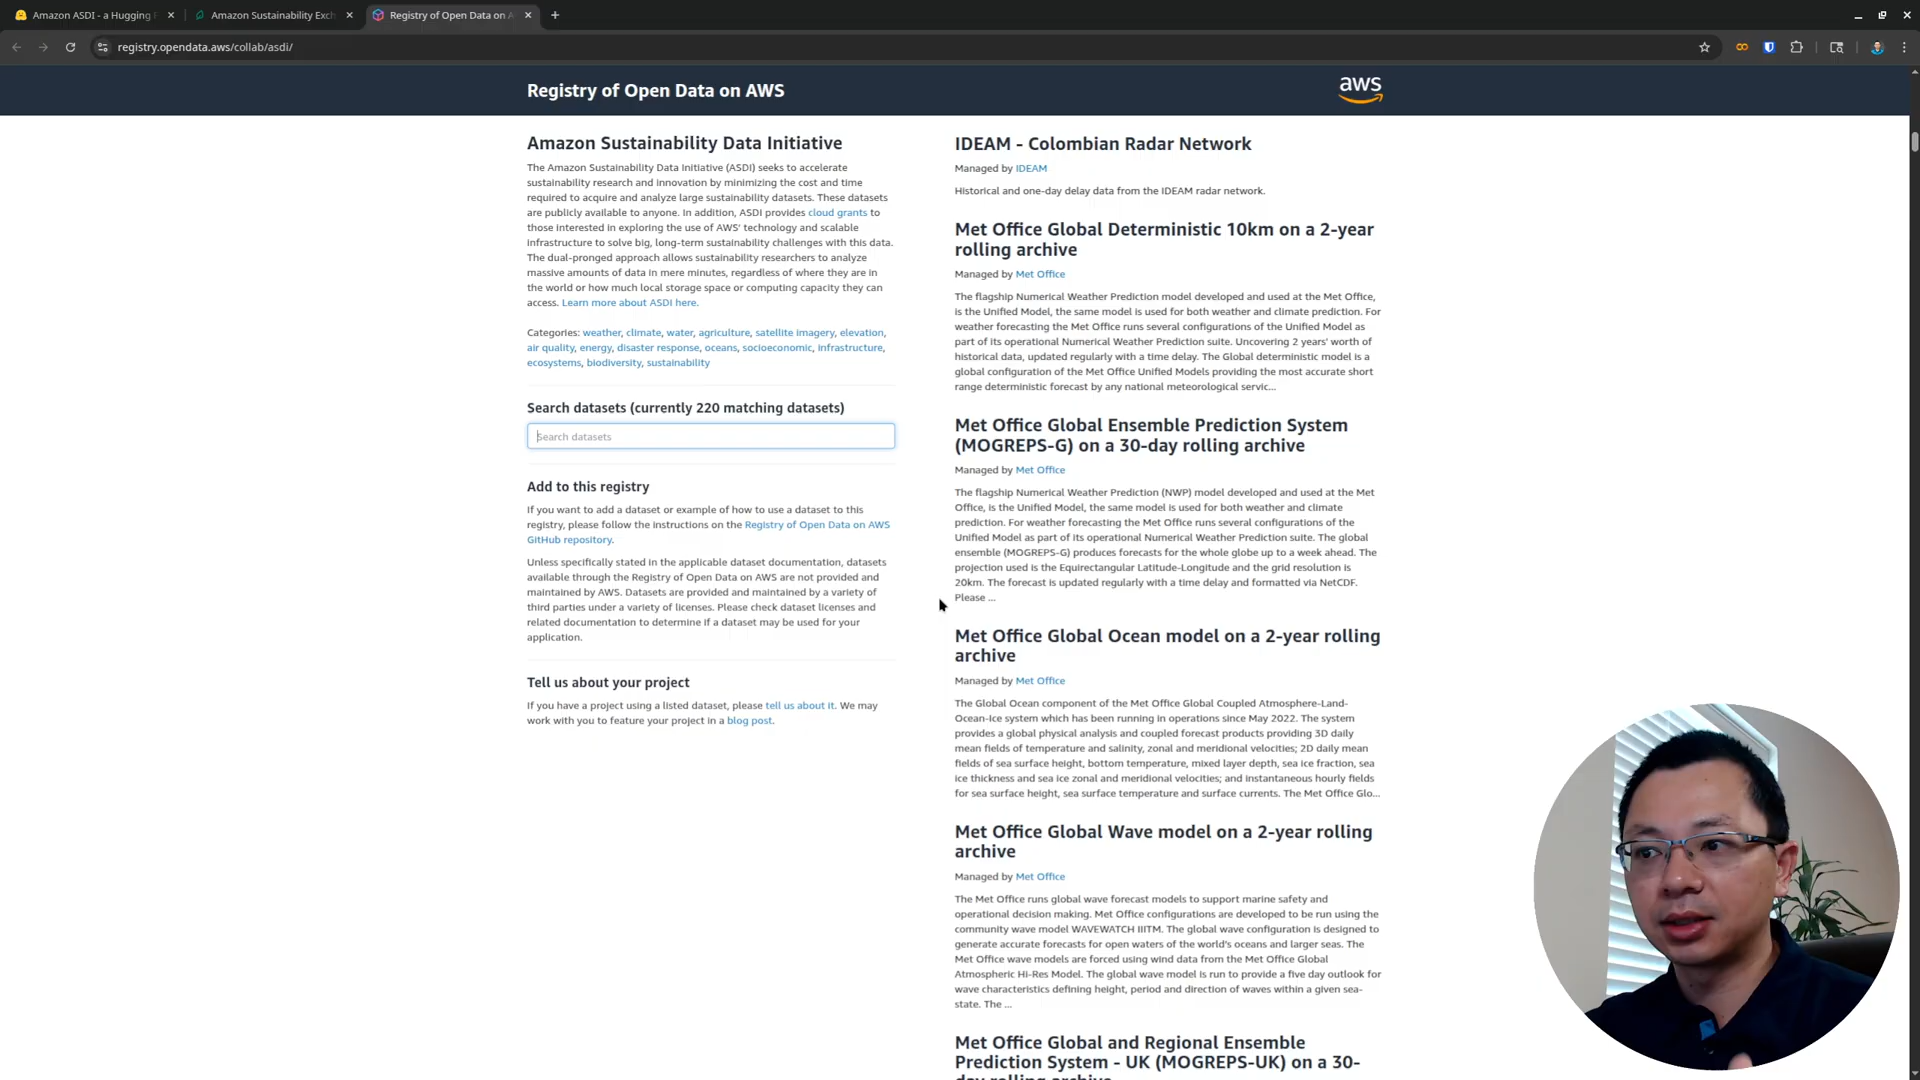 Amazon ASDI - a Hugging F
Amazon Sustainability Exch
Registry of Open Data on A
registry.opendata.aws/collab/asdi/
Registry of Open Data on AWS
aws
Amazon Sustainability Data Initiative
The Amazon Sustainability Data Initiative (ASDI) seeks to accelerate
sustainability research and innovation by minimizing the cost and time
required to acquire and analyze large sustainability datasets. These datasets
are publicly available to anyone. In addition, ASDI provides cloud grants to
those interested in exploring the use of AWS' technology and scalable
infrastructure to solve big, long-term sustainability challenges with this data.
The dual-pronged approach allows sustainability researchers to analyze
massive amounts of data in mere minutes, regardless of where they are in
the world or how much local storage space or computing capacity they can
access. Learn more about ASDI here.
Categories: weather, climate, water, agriculture, satellite imagery, elevation,
air quality, energy, disaster response, oceans, socioeconomic, infrastructure,
ecosystems, biodiversity, sustainability
Search datasets (currently 220 matching datasets)
Search datasets
Add to this registry
If you want to add a dataset or example of how to use a dataset to this
registry, please follow the instructions on the Registry of Open Data on AWS
GitHub repository.
Unless specifically stated in the applicable dataset documentation, datasets
available through the Registry of Open Data on AWS are not provided and
maintained by AWS. Datasets are provided and maintained by a variety of
third parties under a variety of licenses. Please check dataset licenses and
related documentation to determine if a dataset may be used for your
application.
Tell us about your project
If you have a project using a listed dataset, please tell us about it. We may
work with you to feature your project in a blog post.
IDEAM - Colombian Radar Network
Managed by IDEAM
Historical and one-day delay data from the IDEAM radar network.
Met Office Global Deterministic 10km on a 2-year
rolling archive
Managed by Met Office
The flagship Numerical Weather Prediction model developed and used at the Met Office,
is the Unified Model, the same model is used for both weather and climate prediction. For
weather forecasting the Met Office runs several configurations of the Unified Model as
part of its operational Numerical Weather Prediction suite. Uncovering 2 years' worth of
historical data, updated regularly with a time delay. The Global deterministic model is a
global configuration of the Met Office Unified Models providing the most accurate short
range deterministic forecast by any national meteorological servic...
Met Office Global Ensemble Prediction System
(MOGREPS-G) on a 30-day rolling archive
Managed by Met Office
The flagship Numerical Weather Prediction (NWP) model developed and used at the Met
Office, is the Unified Model, the same model is used for both weather and climate
prediction. For weather forecasting the Met Office runs several configurations of the
Unified Model as part of its operational Numerical Weather Prediction suite. The global
ensemble (MOGREPS-G) produces forecasts for the whole globe up to a week ahead. The
projection used is the Equirectangular Latitude-Longitude and the grid resolution is
20km. The forecast is updated regularly with a time delay and formatted via NetCDF.
Please ...
Met Office Global Ocean model on a 2-year rolling
archive
Managed by Met Office
The Global Ocean component of the Met Office Global Coupled Atmosphere-Land-
Ocean-Ice system which has been running in operations since May 2022. The system
provides a global physical analysis and coupled forecast products providing 3D daily
mean fields of temperature and salinity, zonal and meridional velocities; 2D daily mean
fields of sea surface height, bottom temperature, mixed layer depth, sea ice fraction, sea
ice thickness and sea ice zonal and meridional velocities; and instantaneous hourly fields
for sea surface height, sea surface temperature and surface currents. The Met Office Glo...
Met Office Global Wave model on a 2-year rolling
archive
Managed by Met Office
The Met Office runs global wave forecast models to support marine safety and
operational decision making. Met Office configurations are developed to be run using the
community wave model WAVEWATCH IIITM. The global wave configuration is designed to
generate accurate forecasts for open waters of the world's oceans and larger seas. The
Met Office wave models are forced using wind data from the Met Office Global
Atmospheric Hi-Res Model. The global wave model is run to provide a five day outlook for
wave characteristics defining height, period and direction of waves within a given sea-
state. The ...
Met Office Global and Regional Ensemble
Prediction System - UK (MOGREPS-UK) on a 30-
day rolling archive